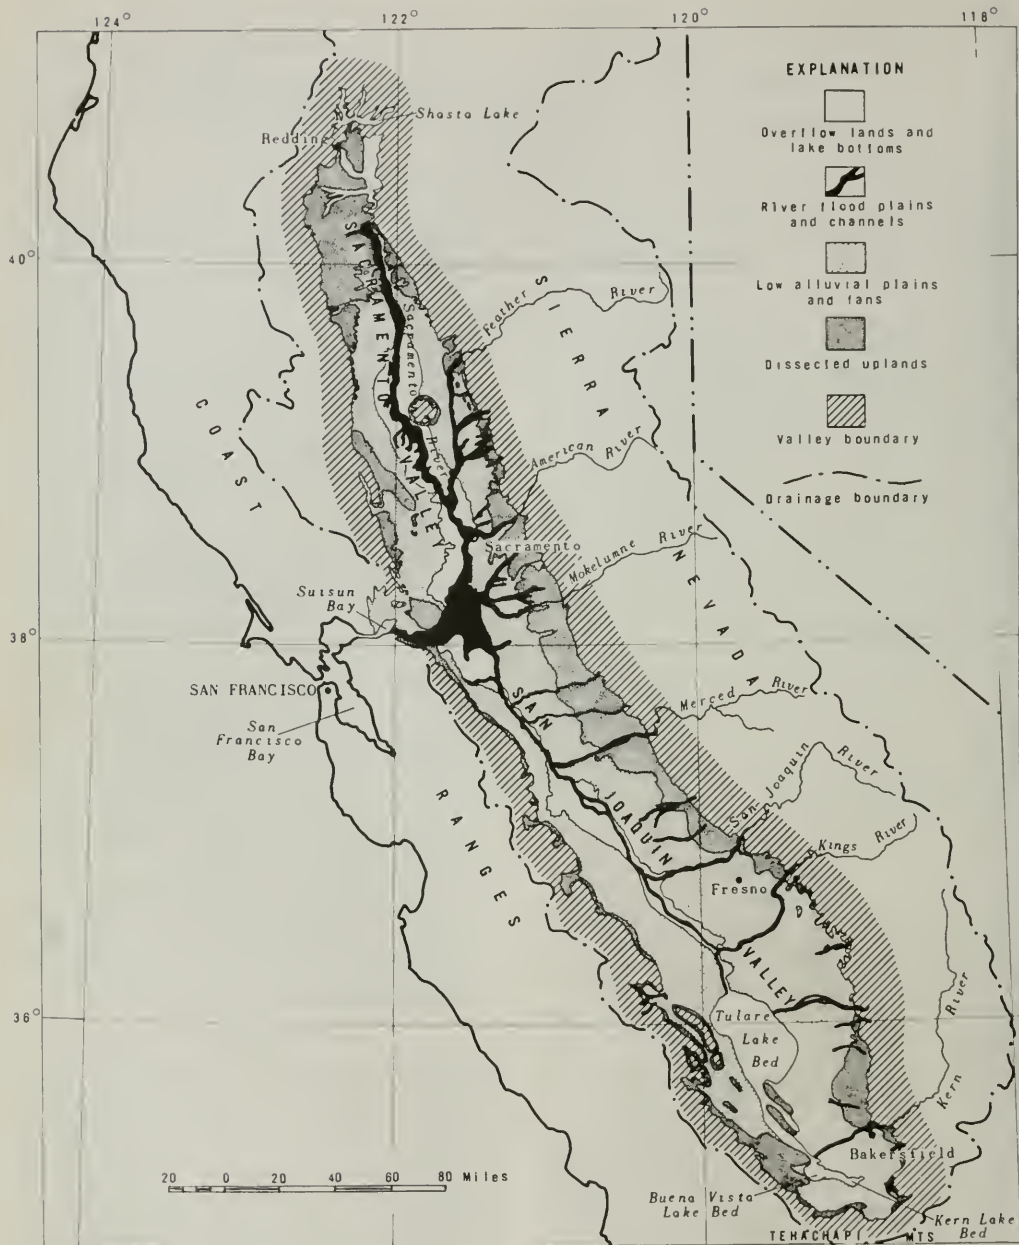 124°
122°
120°
118°
EXPLANATION
Overflow lands and
lake bottoms
River flood plains
and channels
Low alluvial plains
and fans
Dissected uplands
Valley boundary
Drainage boundary
Shasta Lake
Redding
40°
SACRAMENTO
VALLEY
Sacramento
River
Feather River
SIERRA
NEVADA
American River
COAST
RANGES
Sacramento
Mokelumne River
Suisun
Bay
38°
SAN FRANCISCO
San
Francisco
Bay
SAN
JOAQUIN
VALLEY
Merced River
San Joaquin River
Kings River
Fresno
36°
Tulare
Lake
Bed
Kern River
Bakersfield
20 0 20 40 60 80 Miles
Buena Vista
Lake Bed
Kern Lake
Bed
TEHACHAPI MTS